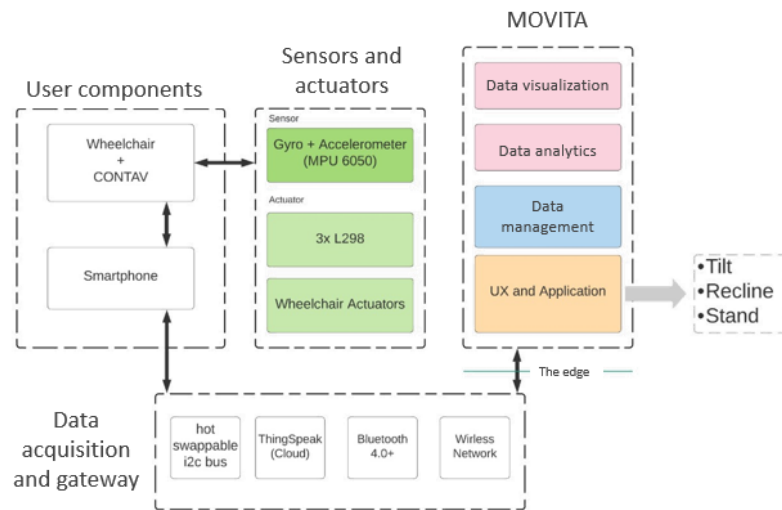 MOVITA
Sensors and
actuators
User components
Wheelchair
+
CONTAV
Smartphone
Sensor
Gyro + Accelerometer
(MPU 6050)
Actuator
3x L298
Wheelchair Actuators
Data visualization
Data analytics
Data
management
UX and Application
•Tilt
•Recline
•Stand
The edge
Data
acquisition
and gateway
hot
swappable
i2c bus
ThingSpeak
(Cloud)
Bluetooth
4.0+
Wirless
Network